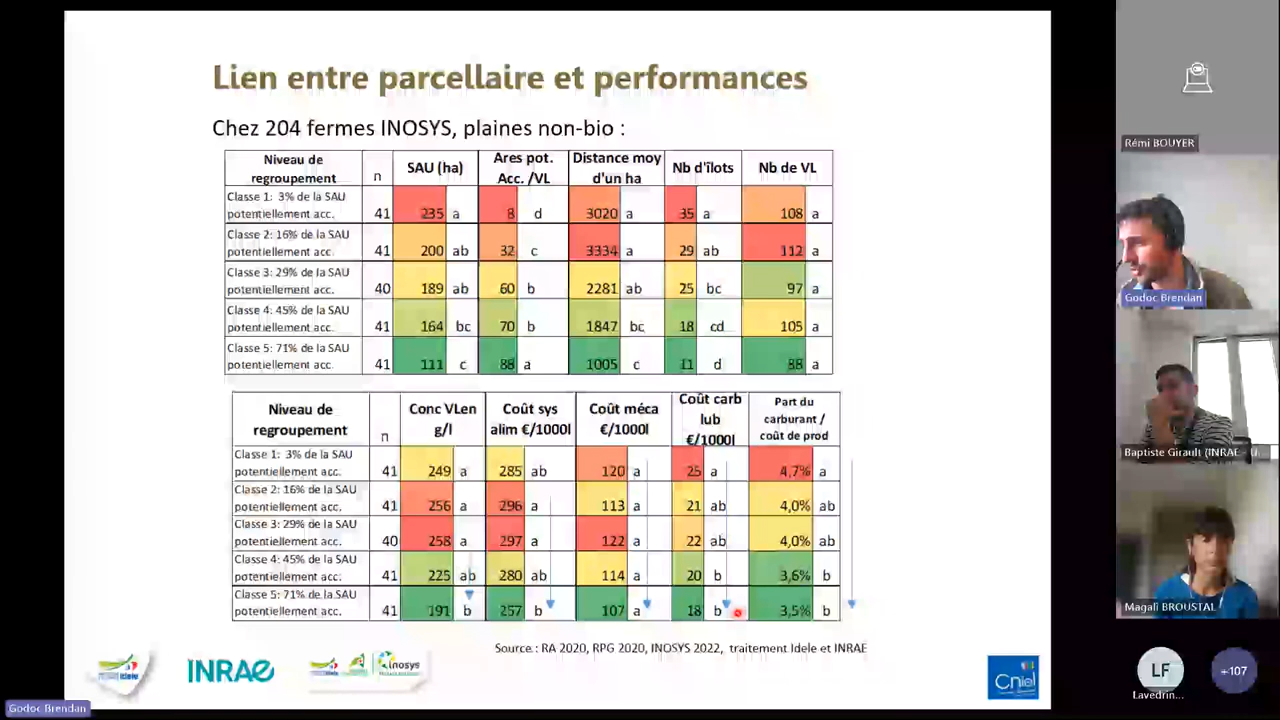 Lien entre parcellaire et performances
Chez 204 fermes INOSYS, plaines non-bio :
Niveau de regroupement n SAU (ha) Ares pot. Acc. /VL Distance moy d'un ha Nb d'îlots Nb de VL
Classe 1: 3% de la SAU potentiellement acc. 41 235 a 8 d 3020 a 35 a 108 a
Classe 2: 16% de la SAU potentiellement acc. 41 200 ab 32 c 3334 a 29 ab 112 a
Classe 3: 29% de la SAU potentiellement acc. 40 189 ab 60 b 2281 ab 25 bc 97 a
Classe 4: 45% de la SAU potentiellement acc. 41 164 bc 70 b 1847 bc 18 cd 105 a
Classe 5: 71% de la SAU potentiellement acc. 41 111 c 88 a 1005 c 11 d 88 a
Niveau de regroupement n Conc VLen g/l Coût sys alim €/1000l Coût méca €/1000l Coût carb lub €/1000l Part du carburant / coût de prod
Classe 1: 3% de la SAU potentiellement acc. 41 249 a 285 ab 120 a 25 a 4,7% a
Classe 2: 16% de la SAU potentiellement acc. 41 256 a 296 a 113 a 21 ab 4,0% ab
Classe 3: 29% de la SAU potentiellement acc. 40 258 a 297 a 122 a 22 ab 4,0% ab
Classe 4: 45% de la SAU potentiellement acc. 41 225 ab 280 ab 114 a 20 b 3,6% b
Classe 5: 71% de la SAU potentiellement acc. 41 191 b 257 b 107 a 18 b 3,5% b
Source : RA 2020, RPG 2020, INOSYS 2022, traitement Idele et INRAE
INRAE
inosys
Cniel
Godoc Brendan
Rémi BOUYER
Godoc Brendan
Baptiste Girault (INRAE - U...
Magali BROUSTAL
LF
Lavedrin...
+107